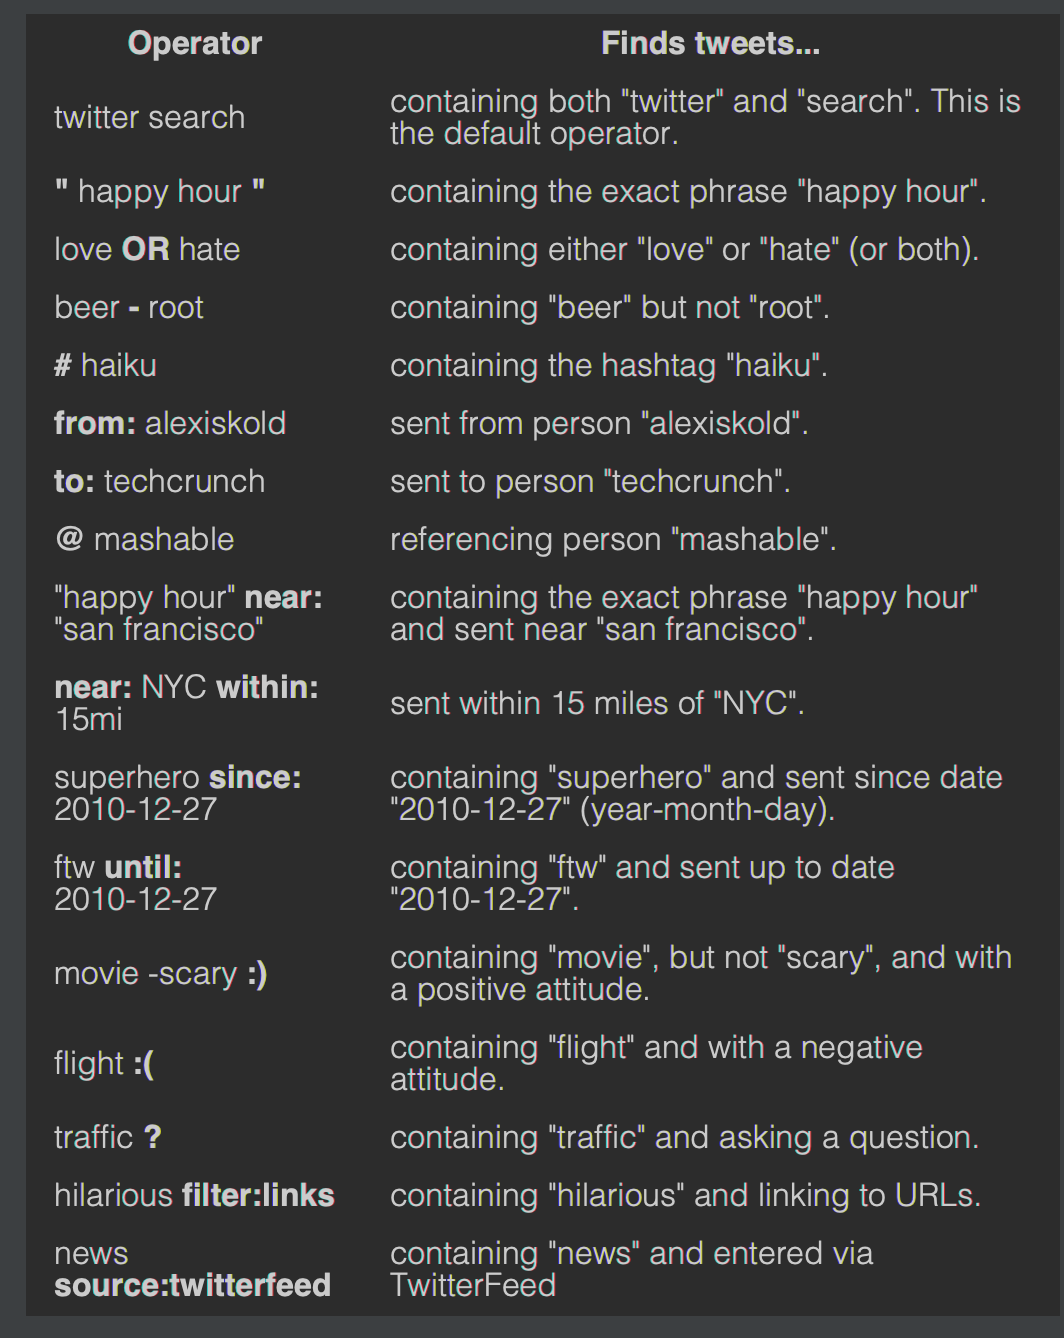 Operator Finds tweets...
twitter search containing both "twitter" and "search". This is
the default operator.
" happy hour " containing the exact phrase "happy hour".
love OR hate containing either "love" or "hate" (or both).
beer - root containing "beer" but not "root".
# haiku containing the hashtag "haiku".
from: alexiskold sent from person "alexiskold".
to: techcrunch sent to person "techcrunch".
@ mashable referencing person "mashable".
"happy hour" near: containing the exact phrase "happy hour"
"san francisco" and sent near "san francisco".
near: NYC within:
15mi
sent within 15 miles of "NYC".
superhero since: containing "superhero" and sent since date
2010-12-27 "2010-12-27" (year-month-day).
ftw until: containing "ftw" and sent up to date
2010-12-27 "2010-12-27".
movie -scary :) containing "movie", but not "scary", and with
a positive attitude.
flight :( containing "flight" and with a negative
attitude.
traffic ? containing "traffic" and asking a question.
hilarious filter:links containing "hilarious" and linking to URLs.
news containing "news" and entered via
source:twitterfeed TwitterFeed